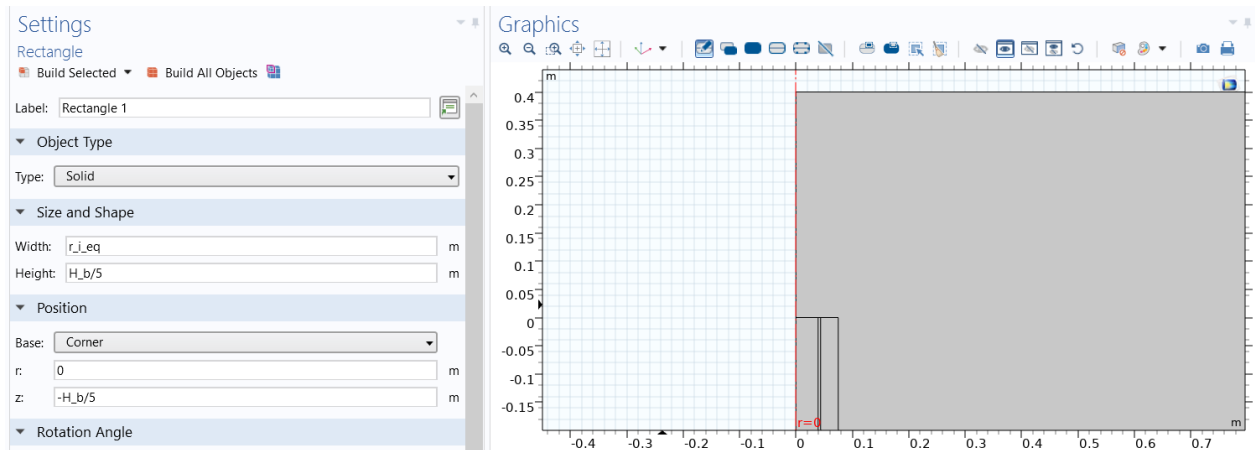 Settings
Rectangle
Build Selected Build All Objects
Label: Rectangle 1
Object Type
Type: Solid
Size and Shape
Width: r_i_eq m
Height: H_b/5 m
Position
Base: Corner
r: 0 m
z: -H_b/5 m
Rotation Angle
Graphics
m
0.4
0.35
0.3
0.25
0.2
0.15
0.1
0.05
0
-0.05
-0.1
-0.15
r=0
m
-0.4 -0.3 -0.2 -0.1 0 0.1 0.2 0.3 0.4 0.5 0.6 0.7